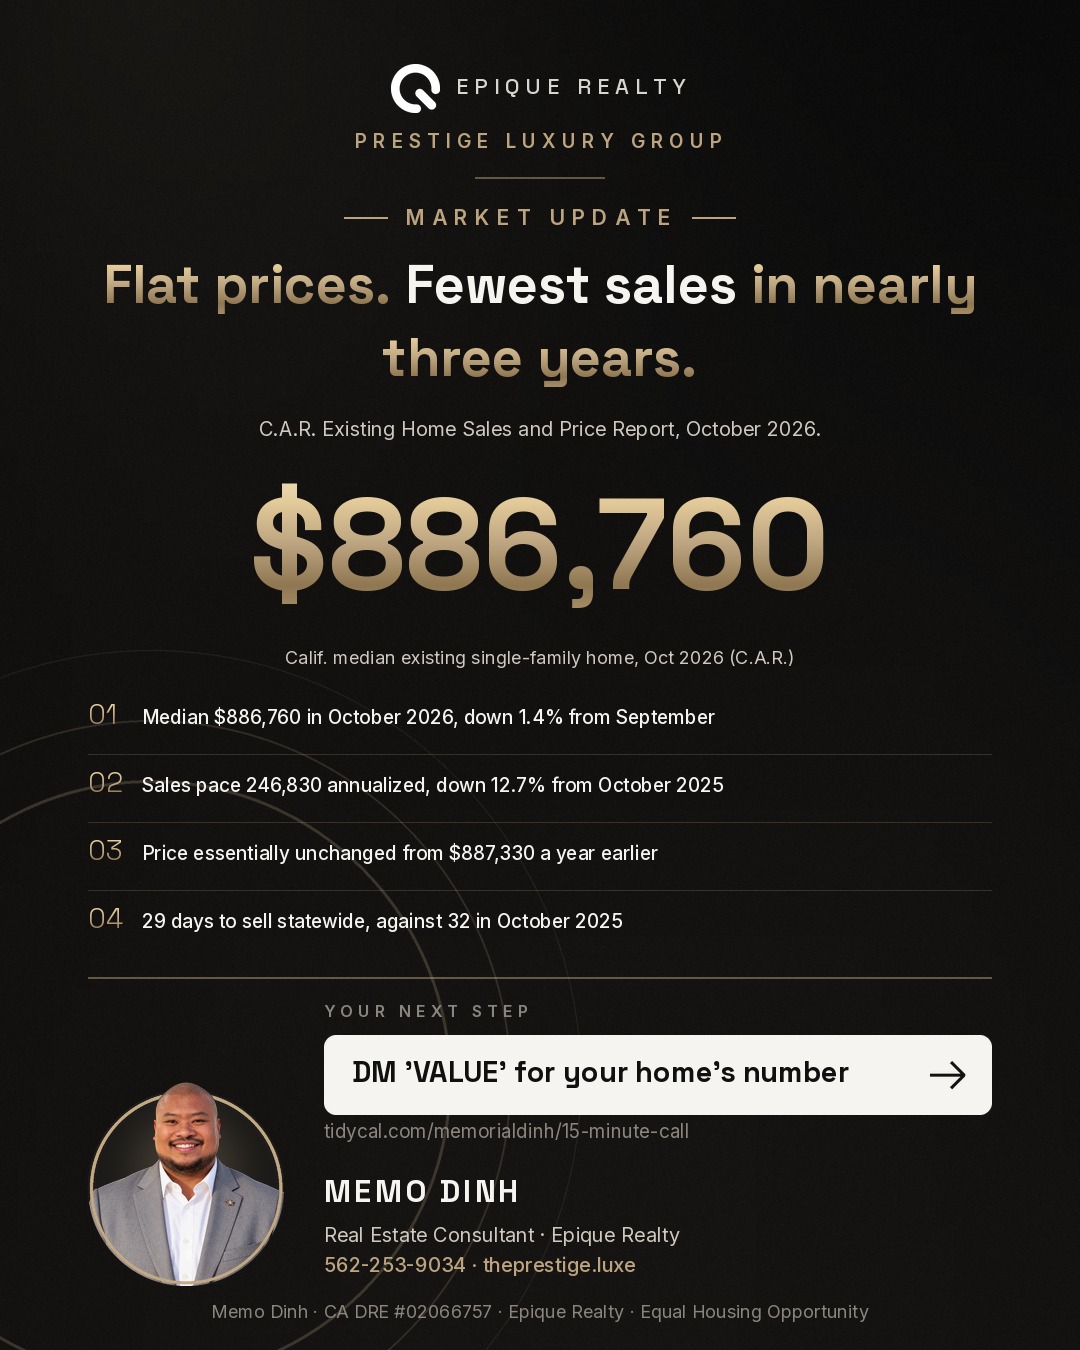 EPIQUE REALTY
PRESTIGE LUXURY GROUP
MARKET UPDATE
Flat prices. Fewest sales in nearly
three years.
C.A.R. Existing Home Sales and Price Report, October 2026.
$886,760
Calif. median existing single-family home, Oct 2026 (C.A.R.)
01 Median $886,760 in October 2026, down 1.4% from September
02 Sales pace 246,830 annualized, down 12.7% from October 2025
03 Price essentially unchanged from $887,330 a year earlier
04 29 days to sell statewide, against 32 in October 2025
YOUR NEXT STEP
DM ’VALUE’ for your home’s number
tidycal.com/memorialdinh/15-minute-call
MEMO DINH
Real Estate Consultant · Epique Realty
562-253-9034 · theprestige.luxe
Memo Dinh · CA DRE #02066757 · Epique Realty · Equal Housing Opportunity